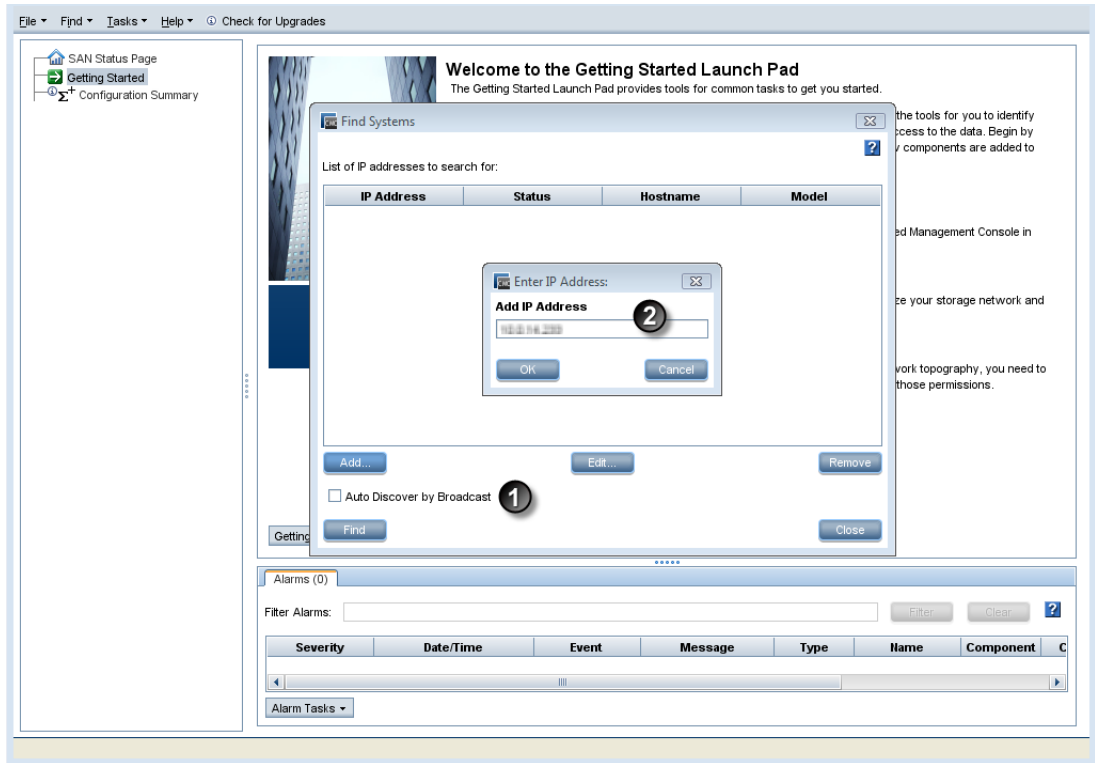 File Find Tasks Help Check for Upgrades
SAN Status Page
Getting Started
Configuration Summary
Welcome to the Getting Started Launch Pad
The Getting Started Launch Pad provides tools for common tasks to get you started.
the tools for you to identify
ccess to the data. Begin by
components are added to
ed Management Console in
ze your storage network and
vork topography, you need to
those permissions.
Find Systems
?
List of IP addresses to search for:
IP Address Status Hostname Model
Enter IP Address:
Add IP Address
2
OK Cancel
Add... Edit... Remove
Auto Discover by Broadcast 1
Find Close
Getting
Alarms (0)
Filter Alarms: Filter Clear ?
Severity Date/Time Event Message Type Name Component C
Alarm Tasks